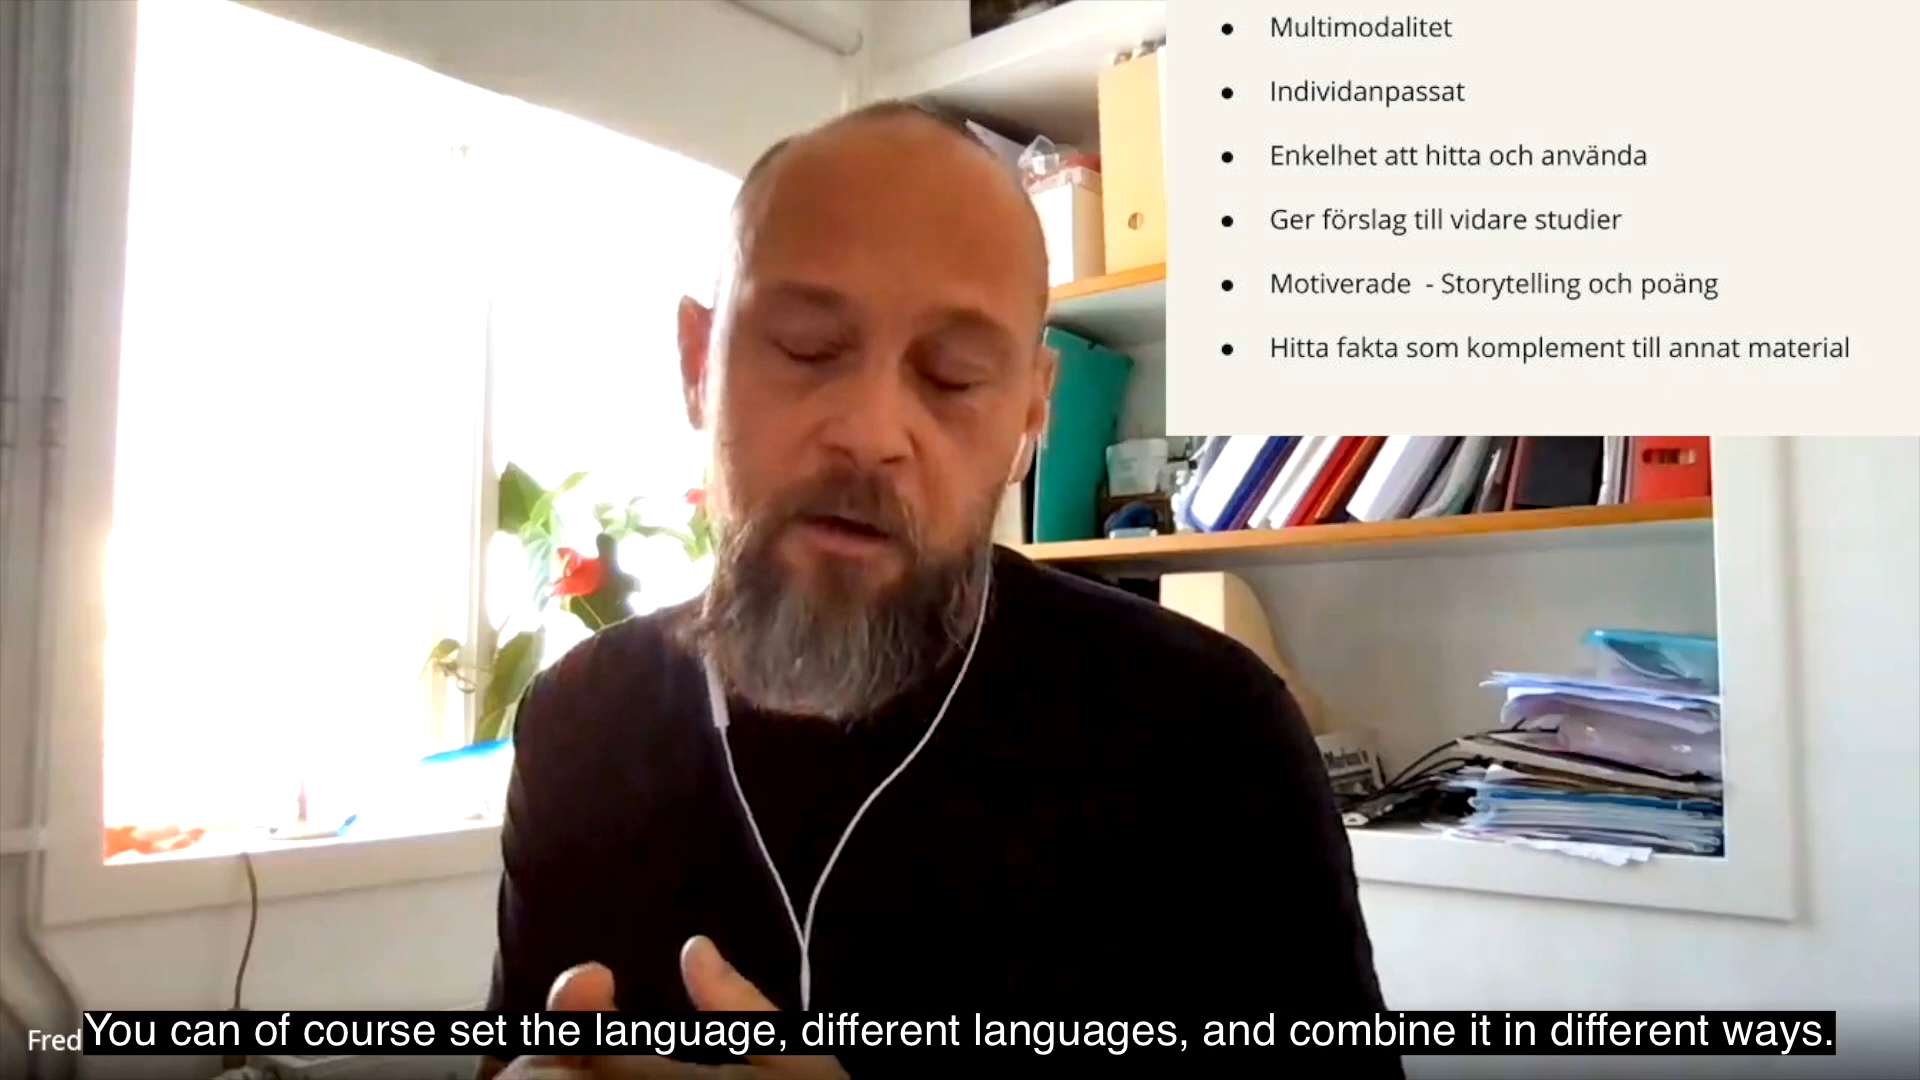 Multimodalitet
Individanpassat
Enkelhet att hitta och använda
Ger förslag till vidare studier
Motiverade - Storytelling och poäng
Hitta fakta som komplement till annat material
Fred
You can of course set the language, different languages, and combine it in different ways.